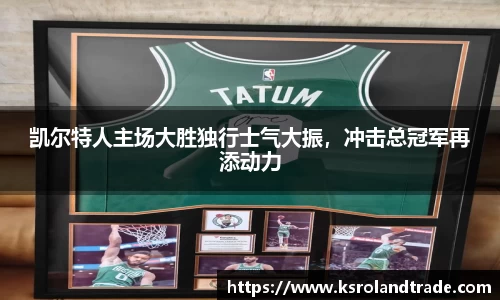 TATUM
凯尔特人主场大胜独行士气大振，冲击总冠军再
添动力
https://www.ksrolandtrade.com